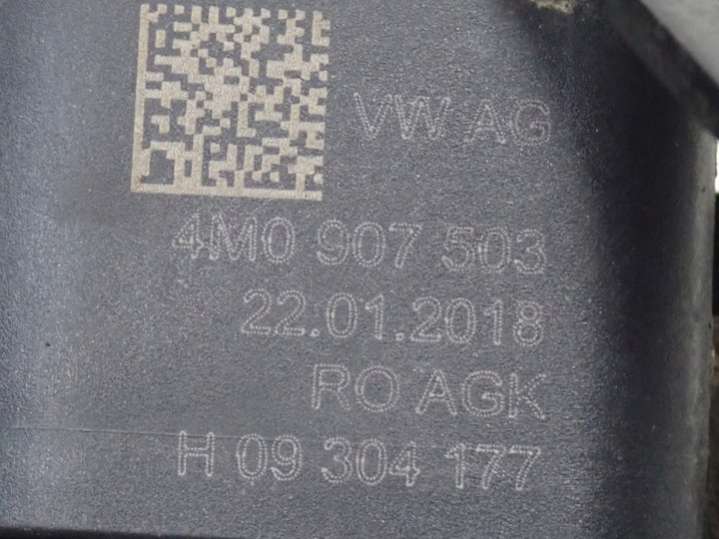 VW AG
4M0 907 503
22.01.2018
RO AGK
H 09 304 177